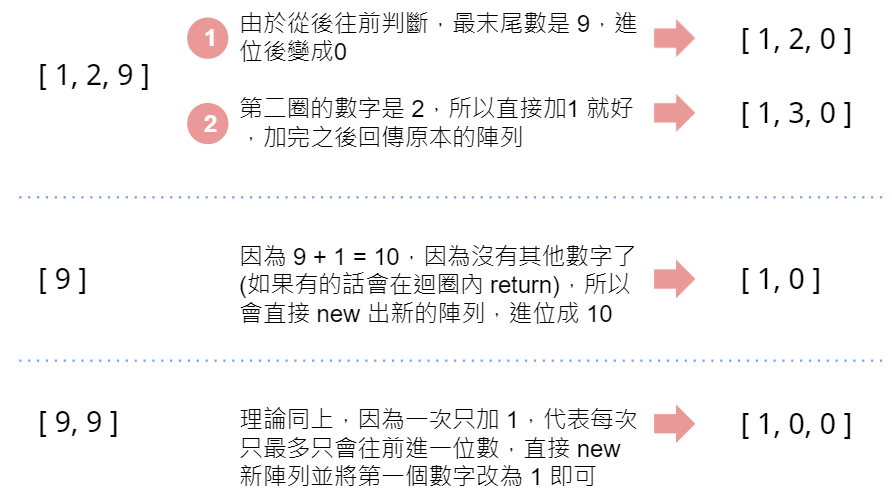 [ 1, 2, 9 ]
1
由於從後往前判斷，最末尾數是 9，進
位後變成0
[ 1, 2, 0 ]
2
第二圈的數字是 2，所以直接加1 就好
，加完之後回傳原本的陣列
[ 1, 3, 0 ]
[ 9 ]
因為 9 + 1 = 10，因為沒有其他數字了
(如果有的話會在迴圈內 return)，所以
會直接 new 出新的陣列，進位成 10
[ 1, 0 ]
[ 9, 9 ]
理論同上，因為一次只加 1，代表每次
只最多只會往前進一位數，直接 new
新陣列並將第一個數字改為 1 即可
[ 1, 0, 0 ]